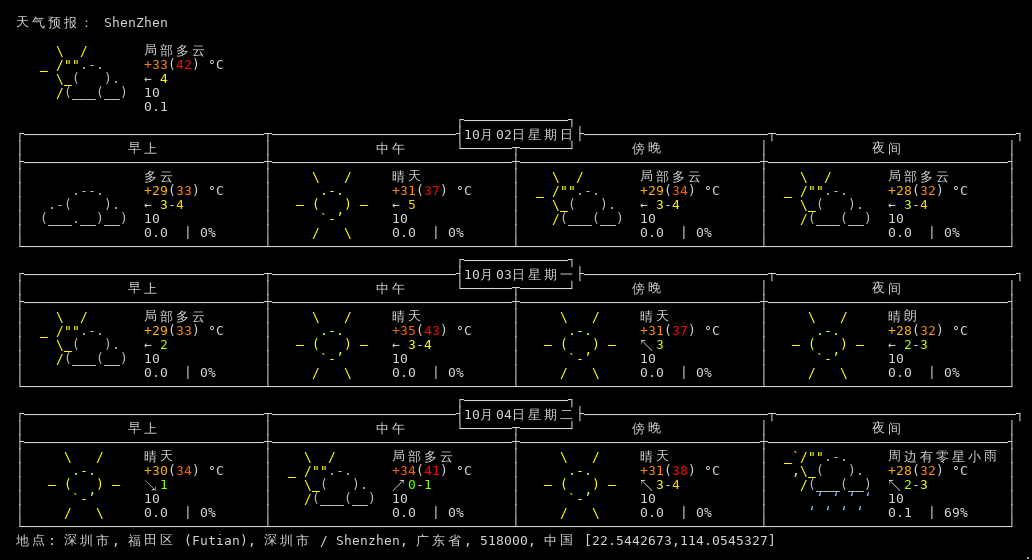 天气预报： ShenZhen
局部多云
+33(42) °C
← 4
10
0.1
10月02日星期日
早上 中午 傍晚 夜间
多云 晴天 局部多云 局部多云
+29(33) °C +31(37) °C +29(34) °C +28(32) °C
← 3-4 ← 5 ← 3-4 ← 3-4
10 10 10 10
0.0 | 0% 0.0 | 0% 0.0 | 0% 0.0 | 0%
10月03日星期一
早上 中午 傍晚 夜间
局部多云 晴天 晴天 晴朗
+29(33) °C +35(43) °C +31(37) °C +28(32) °C
← 2 ← 3-4 ↖ 3 ← 2-3
10 10 10 10
0.0 | 0% 0.0 | 0% 0.0 | 0% 0.0 | 0%
10月04日星期二
早上 中午 傍晚 夜间
晴天 局部多云 晴天 周边有零星小雨
+30(34) °C +34(41) °C +31(38) °C +28(32) °C
↘ 1 ↗ 0-1 ↖ 3-4 ↖ 2-3
10 10 10 10
0.0 | 0% 0.0 | 0% 0.0 | 0% 0.1 | 69%
地点: 深圳市, 福田区 (Futian), 深圳市 / Shenzhen, 广东省, 518000, 中国 [22.5442673,114.0545327]